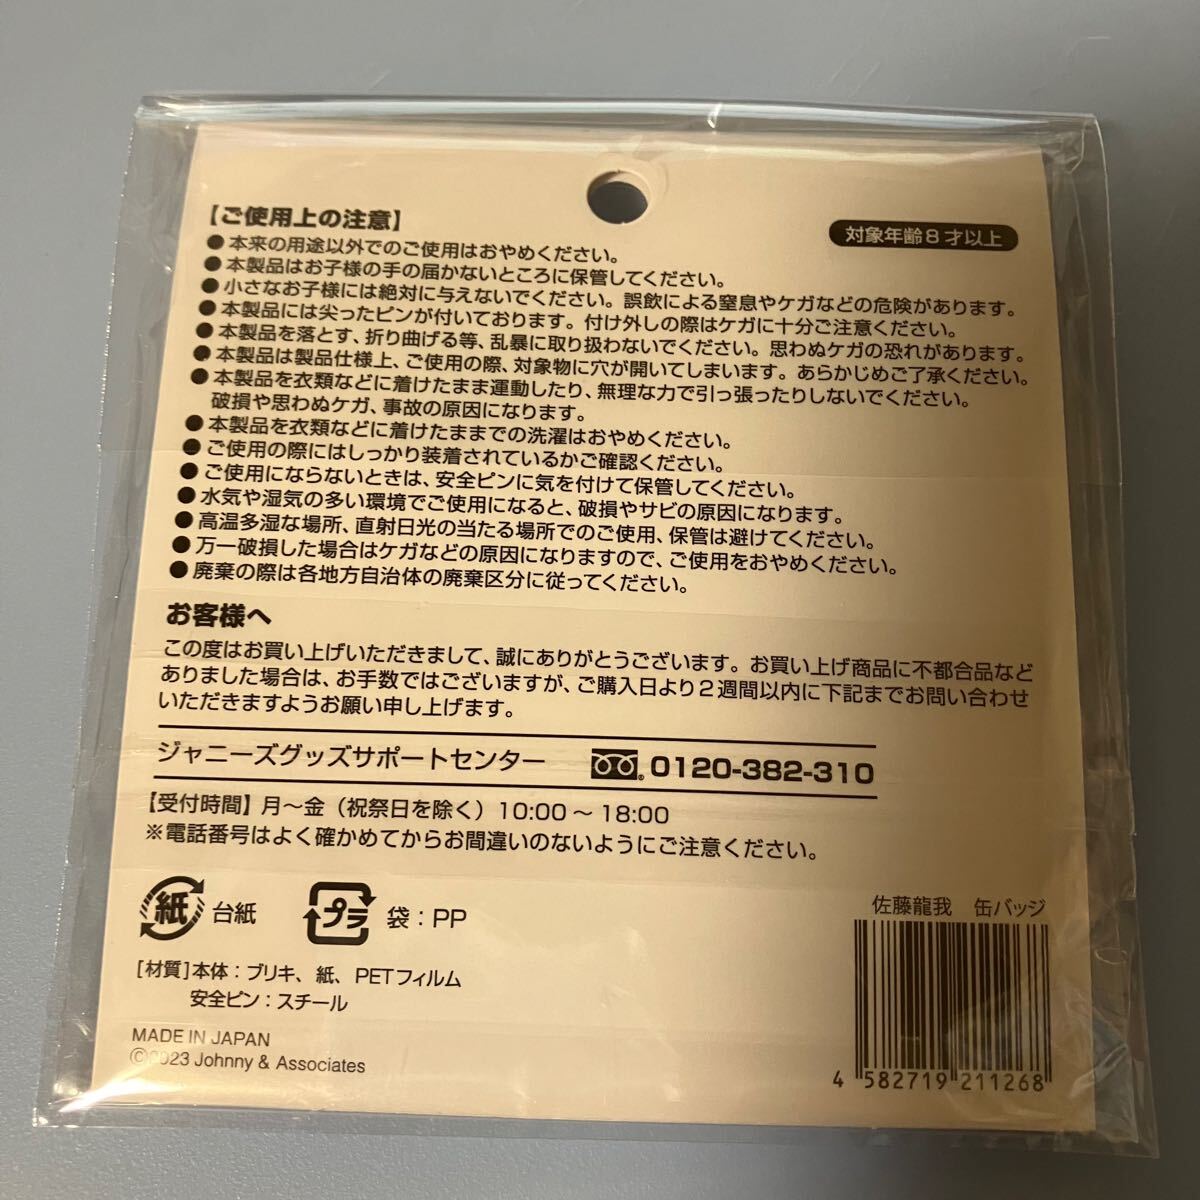 【ご使用上の注意】
対象年齢8才以上
●本来の用途以外でのご使用はおやめください。
●本製品はお子様の手の届かないところに保管してください。
●小さなお子様には絶対に与えないでください。誤飲による窒息やケガなどの危険があります。
●本製品には尖ったピンが付いております。付け外しの際はケガに十分ご注意ください。
●本製品を落とす、折り曲げる等、乱暴に取り扱わないでください。思わぬケガの恐れがあります。
●本製品は製品仕様上、ご使用の際、対象物に穴が開いてしまいます。あらかじめご了承ください。
●本製品を衣類などに着けたまま運動したり、無理な力で引っ張ったりしないでください。
破損や思わぬケガ、事故の原因になります。
●本製品を衣類などに着けたままでの洗濯はおやめください。
●ご使用の際にはしっかり装着されているかご確認ください。
●ご使用にならないときは、安全ピンに気を付けて保管してください。
●水気や湿気の多い環境でご使用になると、破損やサビの原因になります。
●高温多湿な場所、直射日光の当たる場所でのご使用、保管は避けてください。
●万一破損した場合はケガなどの原因になりますので、ご使用をおやめください。
●廃棄の際は各地方自治体の廃棄区分に従ってください。
お客様へ
この度はお買い上げいただきまして、誠にありがとうございます。お買い上げ商品に不都合品など
ありました場合は、お手数ではございますが、ご購入日より2週間以内に下記までお問い合わせ
いただきますようお願い申し上げます。
ジャニーズグッズサポートセンター 0120-382-310
【受付時間】月〜金（祝祭日を除く）10:00〜18:00
※電話番号はよく確かめてからお間違いのないようにご注意ください。
紙 台紙 プラ 袋：PP
佐藤龍我 缶バッジ
[材質]本体：ブリキ、紙、PETフィルム
安全ピン：スチール
MADE IN JAPAN
©2023 Johnny & Associates
4 582719 211268